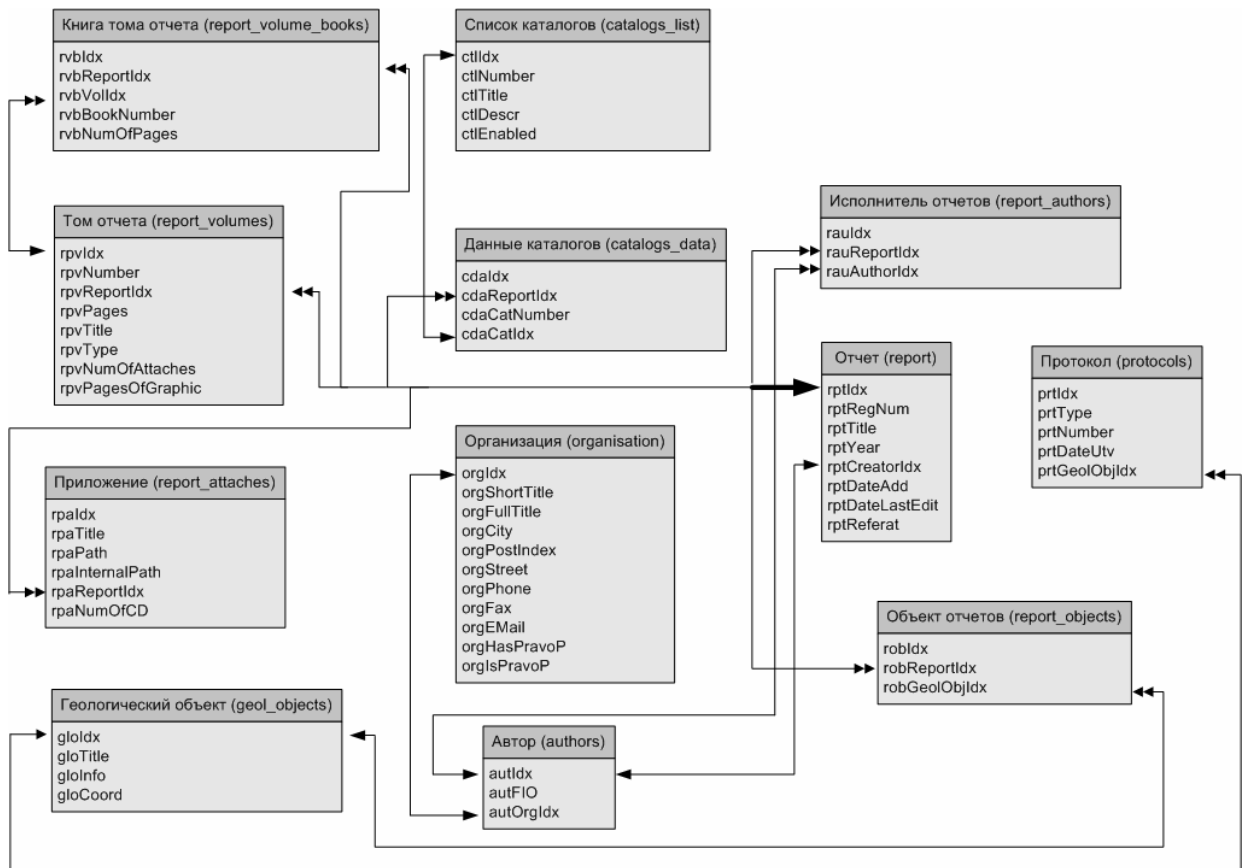 Книга тома отчета (report_volume_books)
rvbIdx
rvbReportIdx
rvbVolIdx
rvbBookNumber
rvbNumOfPages
Список каталогов (catalogs_list)
ctlIdx
ctlNumber
ctlTitle
ctlDescr
ctlEnabled
Том отчета (report_volumes)
rpvIdx
rpvNumber
rpvReportIdx
rpvPages
rpvTitle
rpvType
rpvNumOfAttaches
rpvPagesOfGraphic
Данные каталогов (catalogs_data)
cdaIdx
cdaReportIdx
cdaCatNumber
cdaCatIdx
Исполнитель отчетов (report_authors)
rauIdx
rauReportIdx
rauAuthorIdx
Отчет (report)
rptIdx
rptRegNum
rptTitle
rptYear
rptCreatorIdx
rptDateAdd
rptDateLastEdit
rptReferat
Протокол (protocols)
prtIdx
prtType
prtNumber
prtDateUtv
prtGeolObjIdx
Приложение (report_attaches)
rpaIdx
rpaTitle
rpaPath
rpaInternalPath
rpaReportIdx
rpaNumOfCD
Организация (organisation)
orgIdx
orgShortTitle
orgFullTitle
orgCity
orgPostIndex
orgStreet
orgPhone
orgFax
orgEMail
orgHasPravoP
orgIsPravoP
Объект отчетов (report_objects)
robIdx
robReportIdx
robGeolObjIdx
Геологический объект (geol_objects)
gloIdx
gloTitle
gloInfo
gloCoord
Автор (authors)
autIdx
autFIO
autOrgIdx